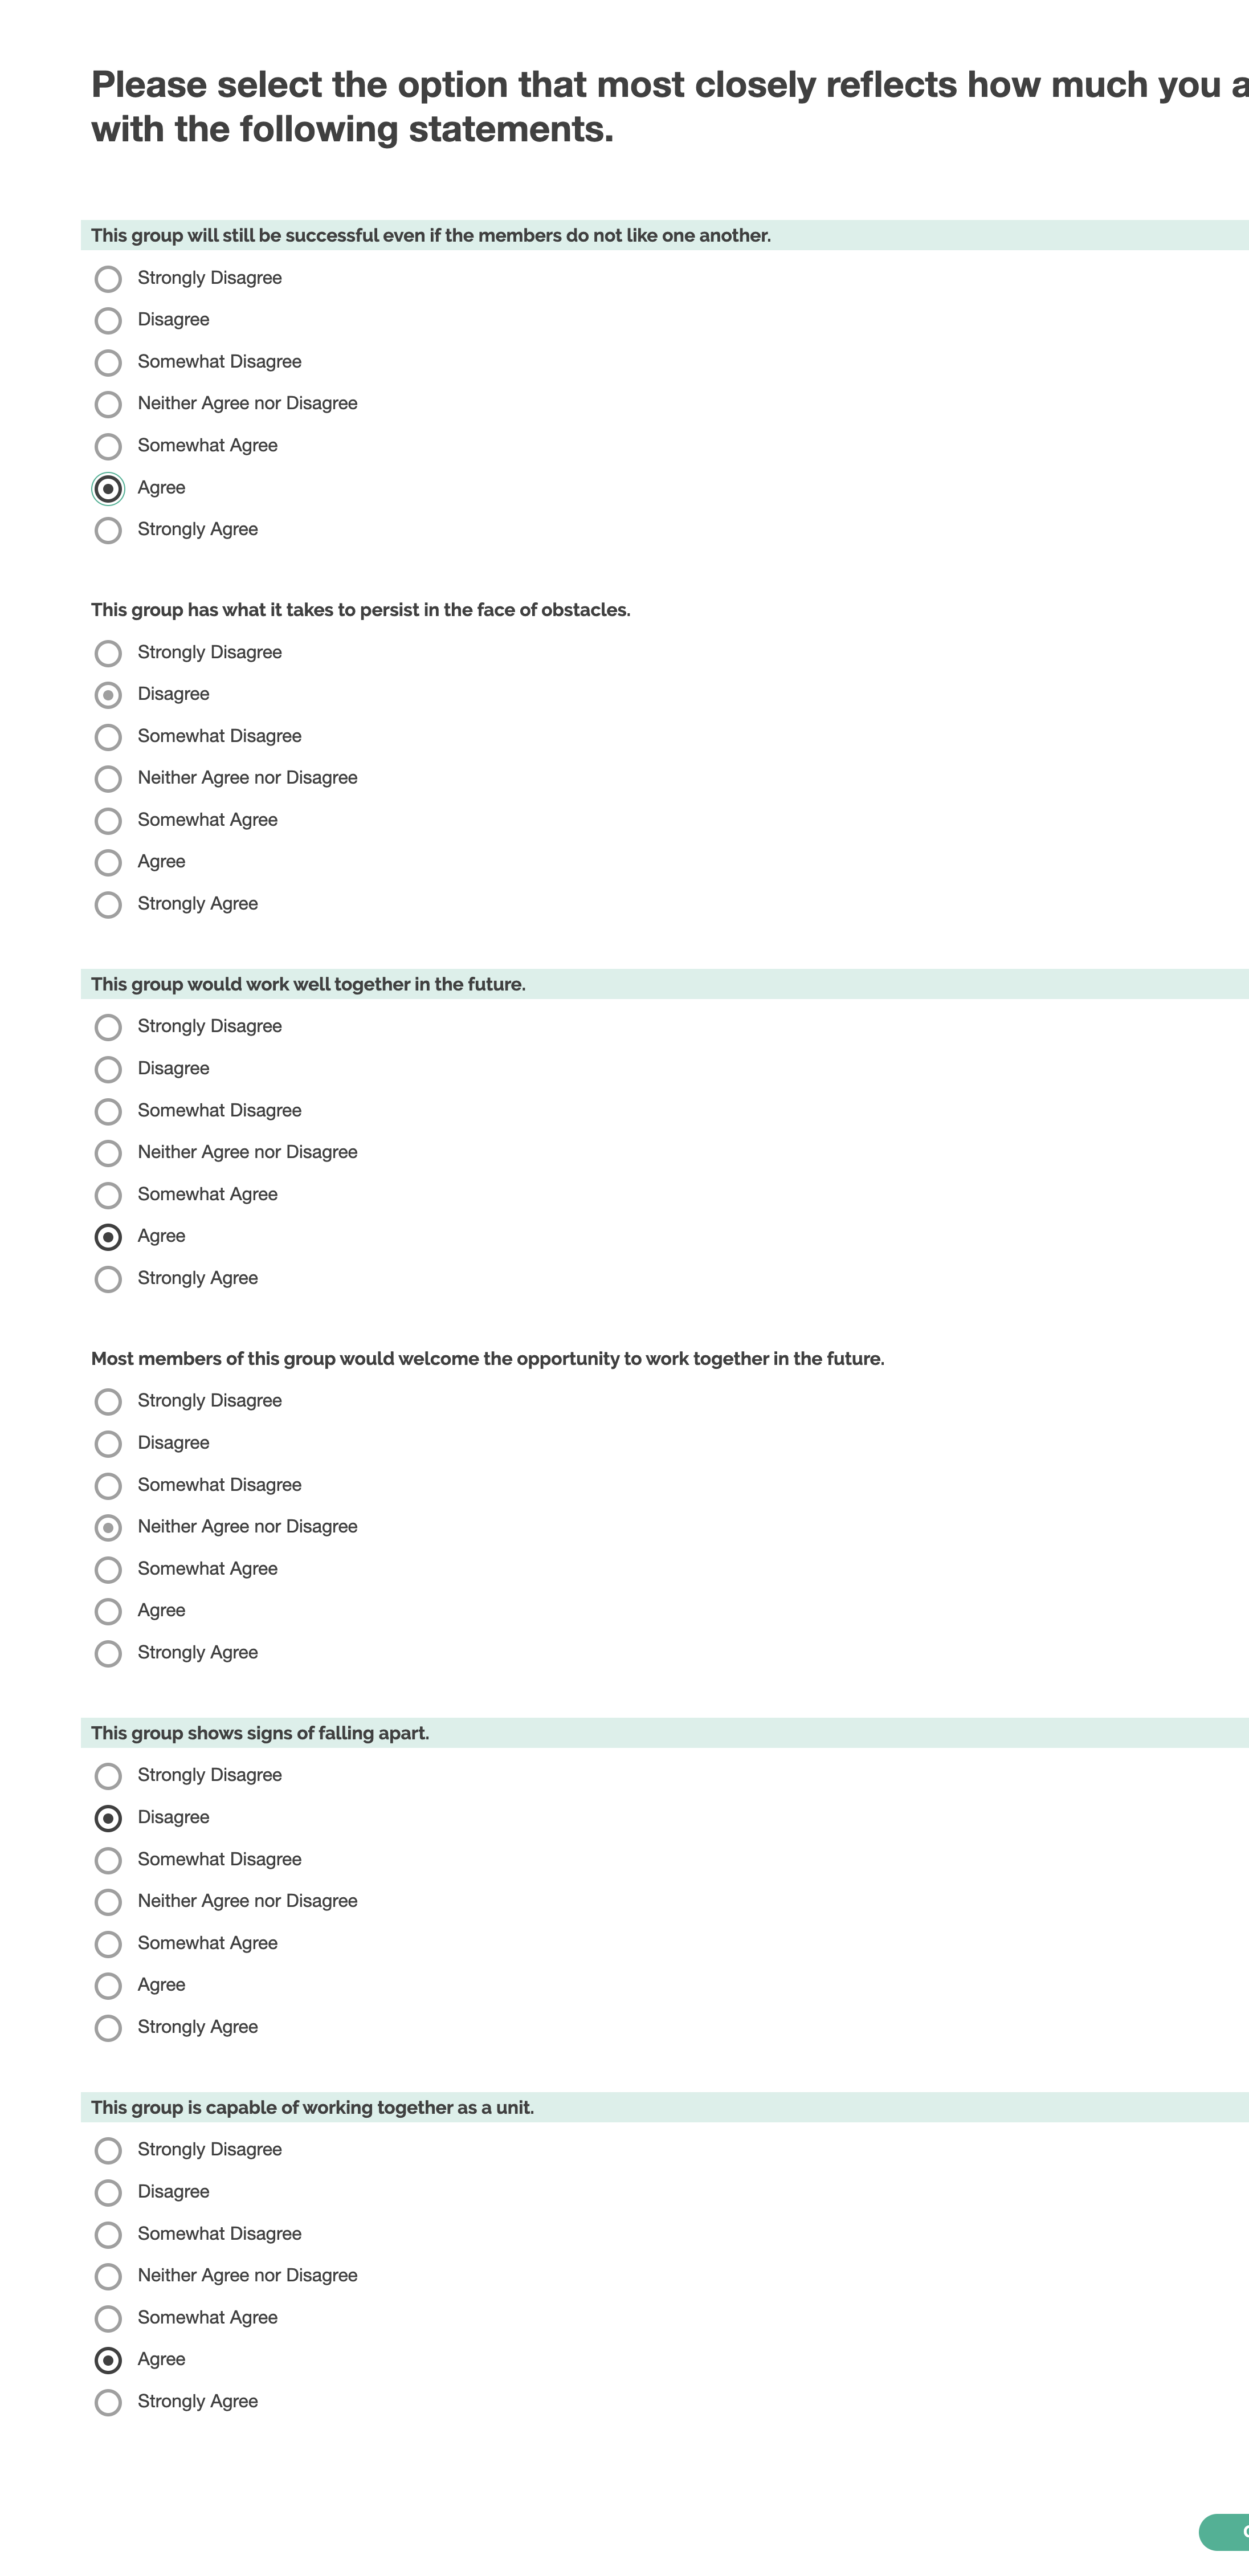 Please select the option that most closely reflects how much you a
with the following statements.
This group will still be successful even if the members do not like one another.
Strongly Disagree
Disagree
Somewhat Disagree
Neither Agree nor Disagree
Somewhat Agree
Agree
Strongly Agree
This group has what it takes to persist in the face of obstacles.
Strongly Disagree
Disagree
Somewhat Disagree
Neither Agree nor Disagree
Somewhat Agree
Agree
Strongly Agree
This group would work well together in the future.
Strongly Disagree
Disagree
Somewhat Disagree
Neither Agree nor Disagree
Somewhat Agree
Agree
Strongly Agree
Most members of this group would welcome the opportunity to work together in the future.
Strongly Disagree
Disagree
Somewhat Disagree
Neither Agree nor Disagree
Somewhat Agree
Agree
Strongly Agree
This group shows signs of falling apart.
Strongly Disagree
Disagree
Somewhat Disagree
Neither Agree nor Disagree
Somewhat Agree
Agree
Strongly Agree
This group is capable of working together as a unit.
Strongly Disagree
Disagree
Somewhat Disagree
Neither Agree nor Disagree
Somewhat Agree
Agree
Strongly Agree